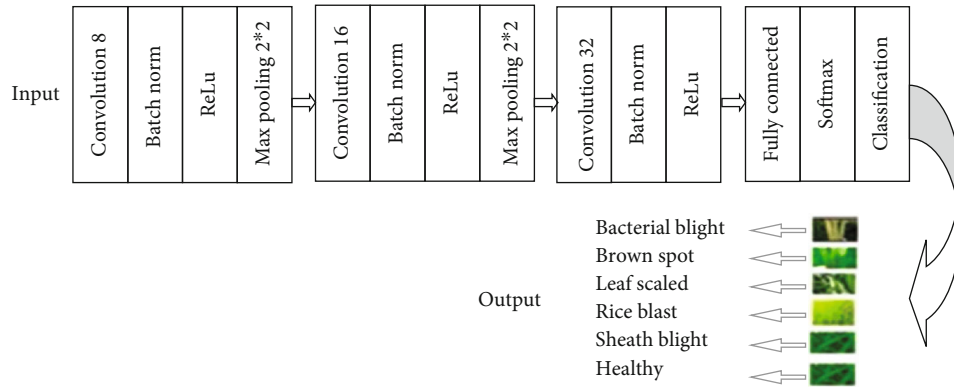 Input
Convolution 8
Batch norm
ReLu
Max pooling 2*2
Convolution 16
Batch norm
ReLu
Max pooling 2*2
Convolution 32
Batch norm
ReLu
Fully connected
Softmax
Classification
Output
Bacterial blight
Brown spot
Leaf scaled
Rice blast
Sheath blight
Healthy